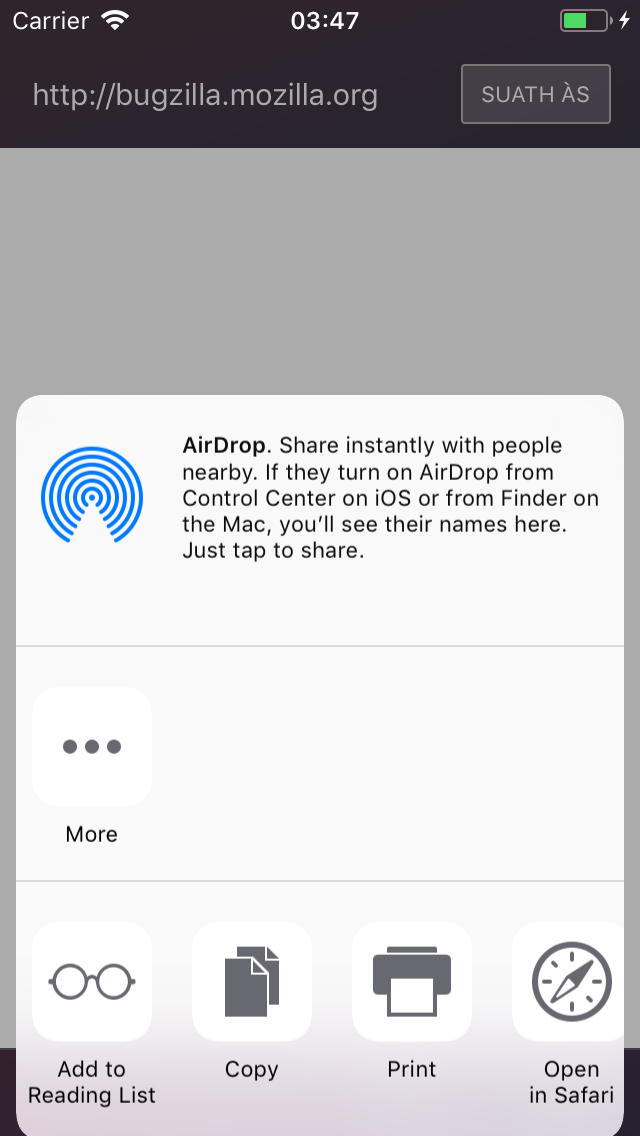 Carrier 03:47
http://bugzilla.mozilla.org SUATH ÀS
AirDrop. Share instantly with people
nearby. If they turn on AirDrop from
Control Center on iOS or from Finder on
the Mac, you’ll see their names here.
Just tap to share.
More
Add to
Reading List
Copy
Print
Open
in Safari